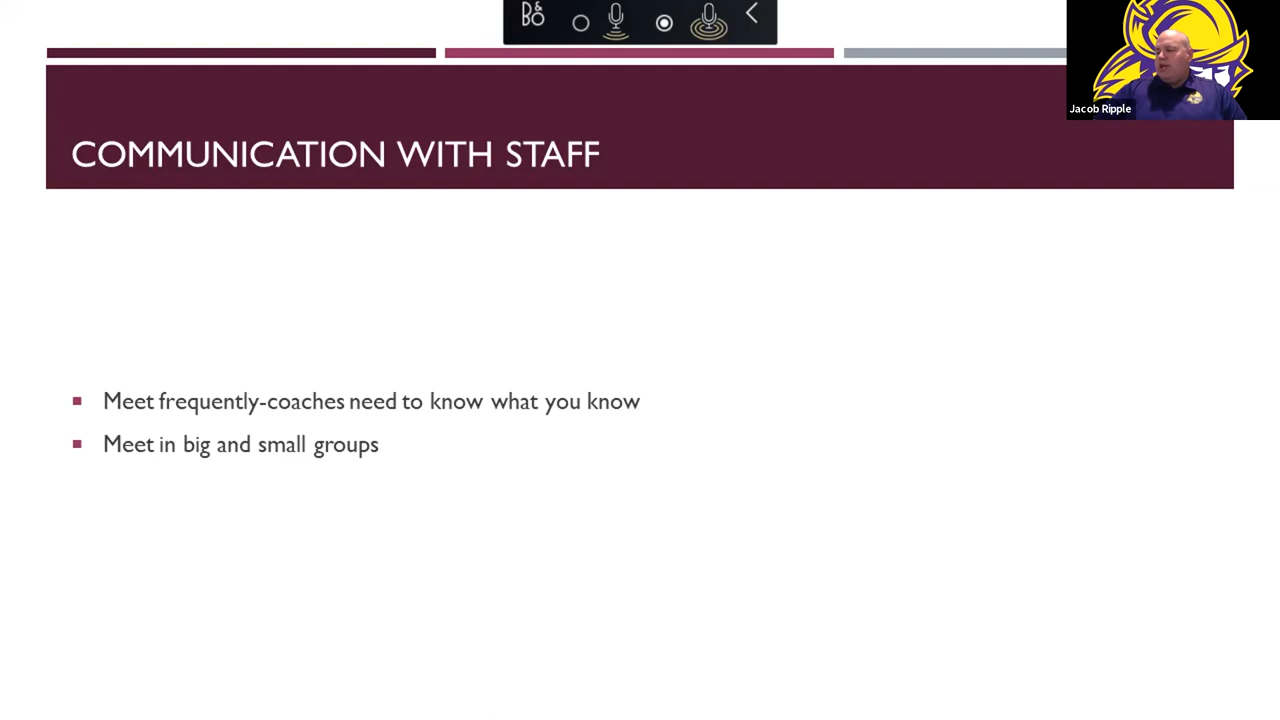 B&O
Jacob Ripple
COMMUNICATION WITH STAFF
Meet frequently-coaches need to know what you know
Meet in big and small groups